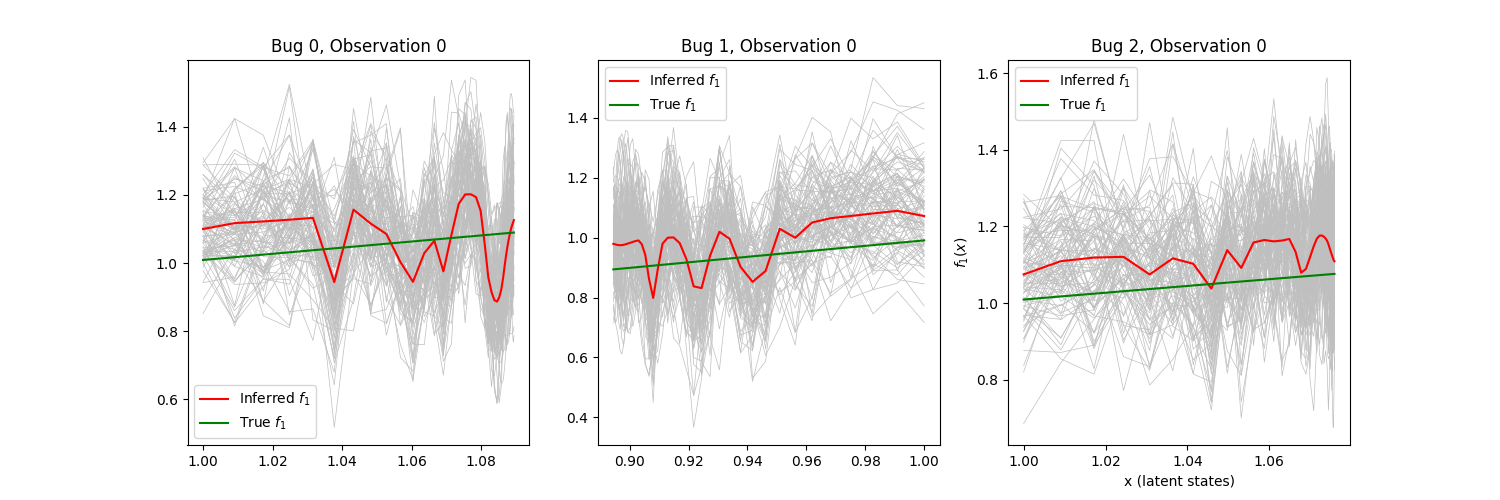 Bug 0, Observation 0
1.4
1.2
1.0
0.8
0.6
Inferred f₁
True f₁
1.00 1.02 1.04 1.06 1.08
Bug 1, Observation 0
Inferred f₁
True f₁
1.4
1.2
1.0
0.8
0.6
0.4
0.90 0.92 0.94 0.96 0.98 1.00
Bug 2, Observation 0
Inferred f₁
True f₁
f₁(x)
1.6
1.4
1.2
1.0
0.8
1.00 1.02 1.04 1.06
x (latent states)